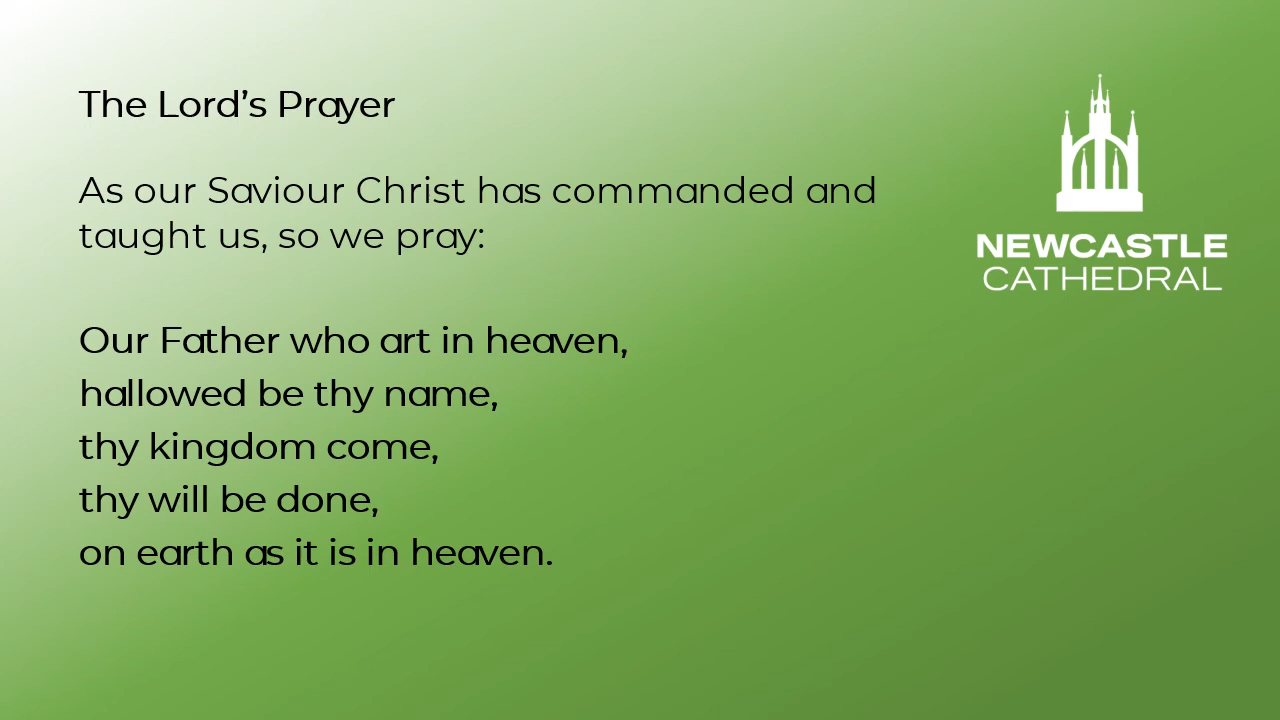 The Lord’s Prayer
As our Saviour Christ has commanded and
taught us, so we pray:
Our Father who art in heaven,
hallowed be thy name,
thy kingdom come,
thy will be done,
on earth as it is in heaven.
NEWCASTLE
CATHEDRAL